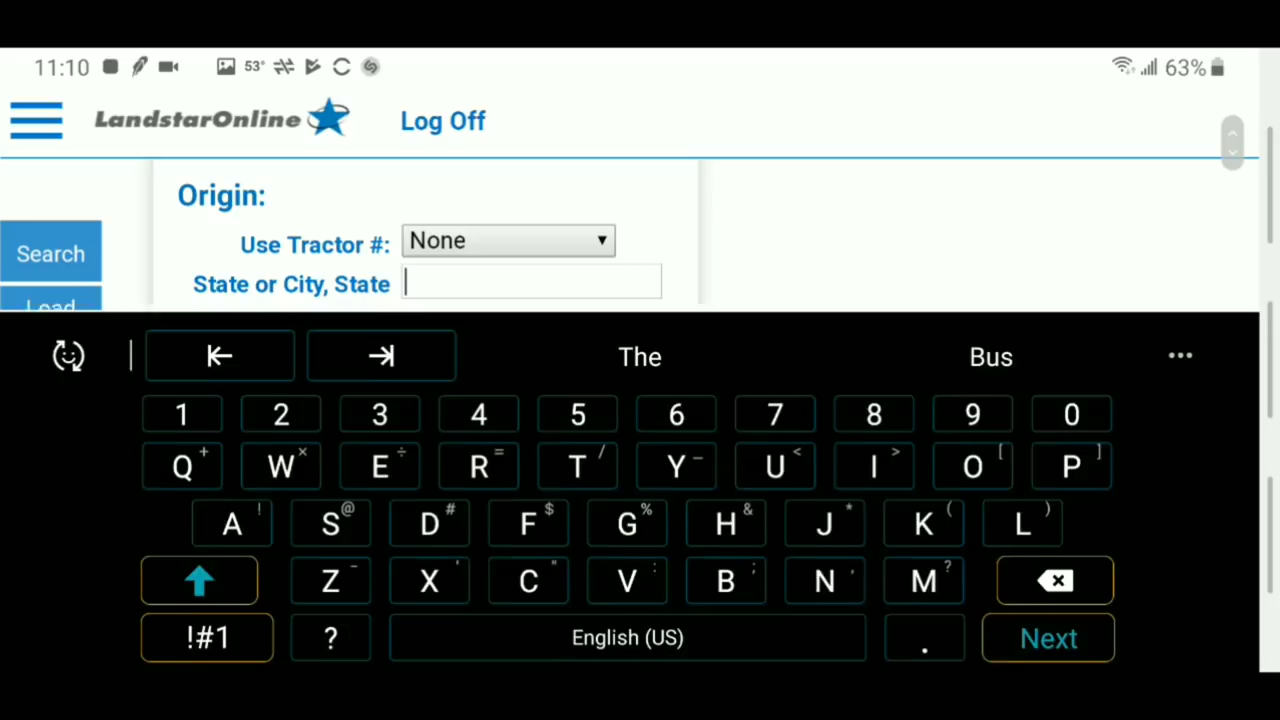 11:10 53° 63%
LandstarOnline Log Off
Origin:
Use Tractor #: None
Search
State or City, State
Load
The Bus
1 2 3 4 5 6 7 8 9 0
Q + W × E ÷ R = T / Y _ U < I > O [ P ]
A ! S @ D # F $ G % H & J * K ( L )
Z - X ' C " V : B ; N , M ?
!#1 ? English (US) . Next